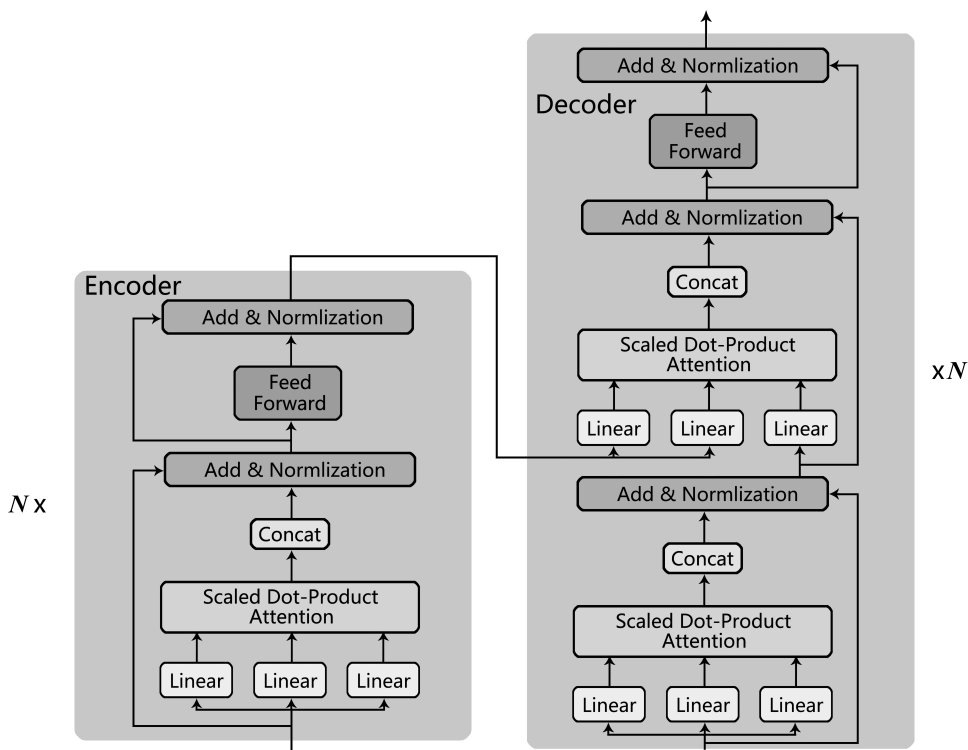 Encoder
Add & Normlization
Feed
Forward
Add & Normlization
Concat
Scaled Dot-Product
Attention
Linear Linear Linear
N x
Decoder
Add & Normlization
Feed
Forward
Add & Normlization
Concat
Scaled Dot-Product
Attention
Linear Linear Linear
Add & Normlization
Concat
Scaled Dot-Product
Attention
Linear Linear Linear
xN